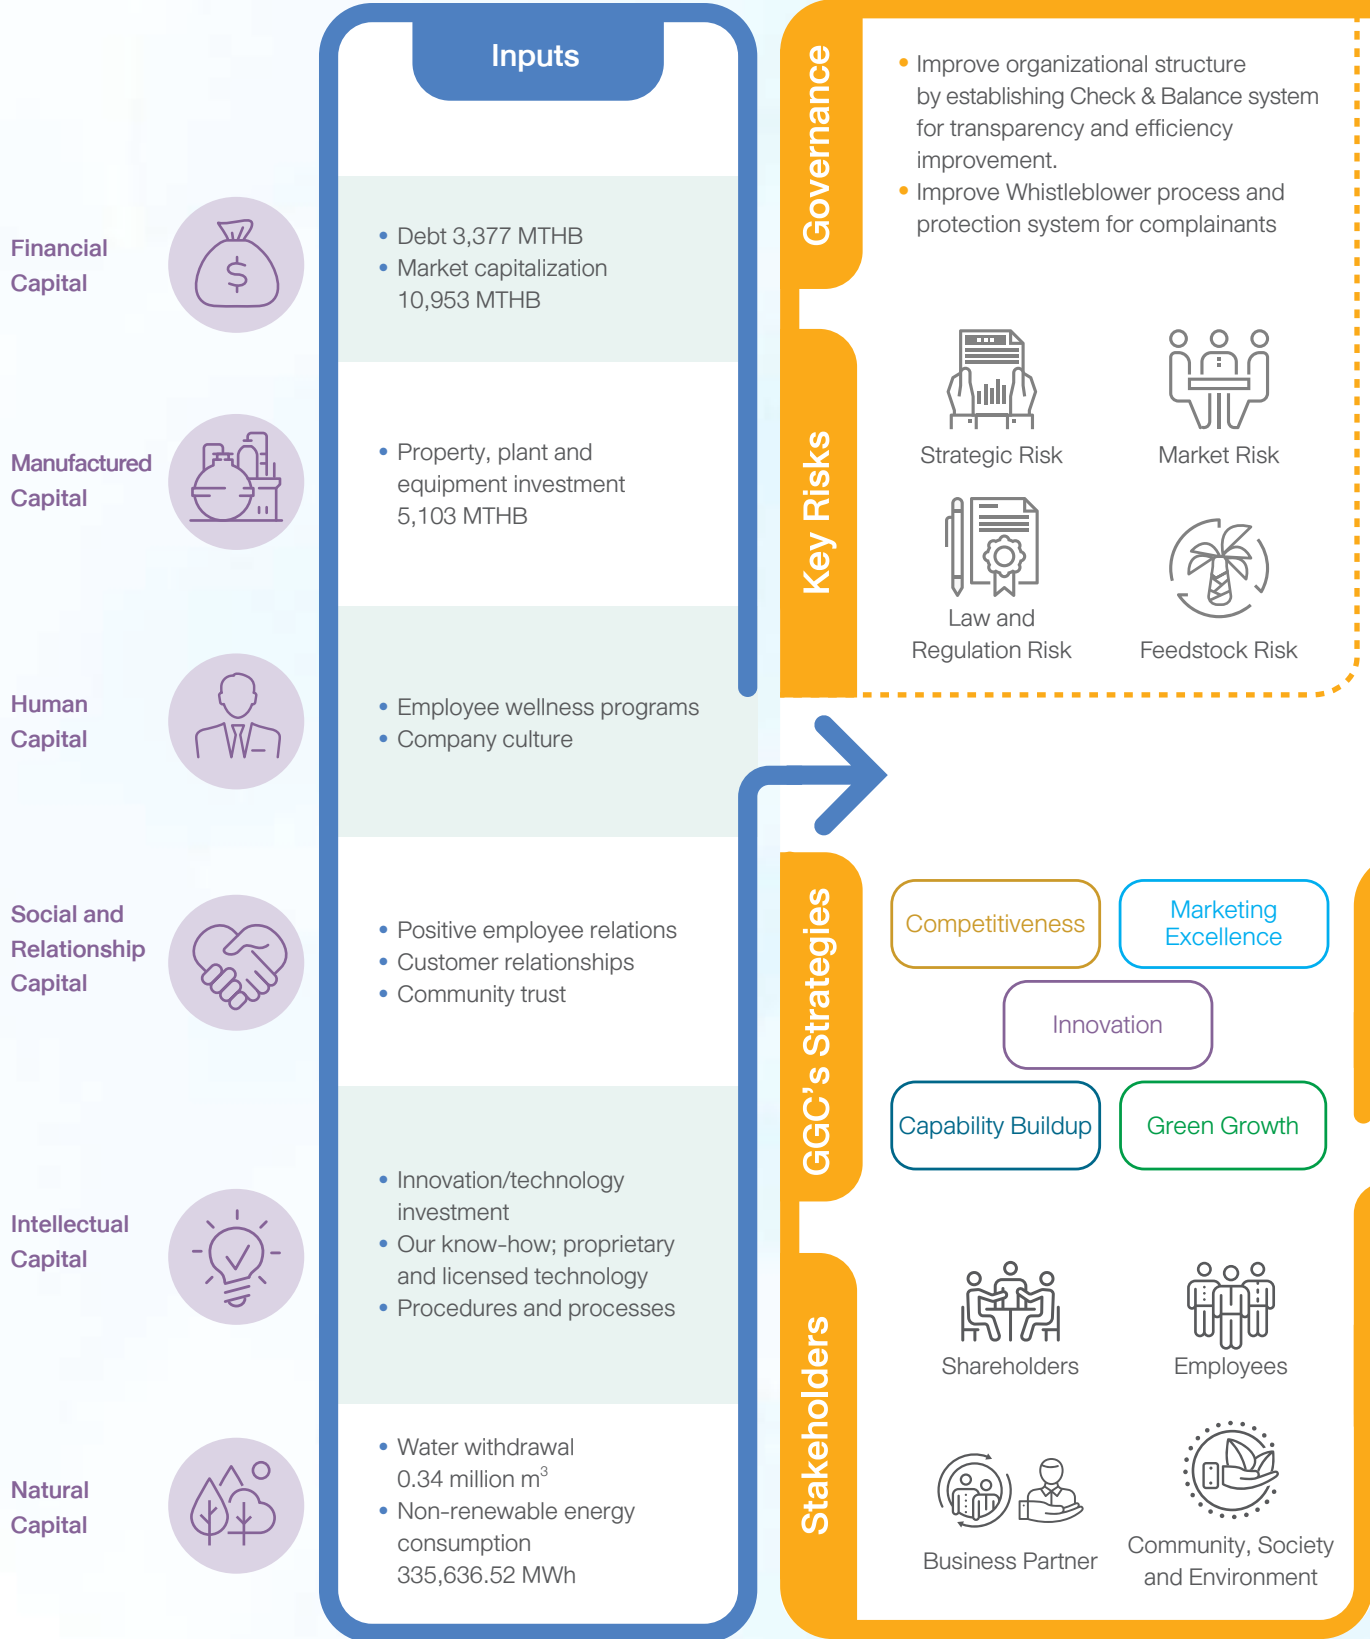 Inputs
Financial
Capital
• Debt 3,377 MTHB
• Market capitalization
10,953 MTHB
Manufactured
Capital
• Property, plant and
equipment investment
5,103 MTHB
Human
Capital
• Employee wellness programs
• Company culture
Social and
Relationship
Capital
• Positive employee relations
• Customer relationships
• Community trust
Intellectual
Capital
• Innovation/technology
investment
• Our know-how; proprietary
and licensed technology
• Procedures and processes
Natural
Capital
• Water withdrawal
0.34 million m³
• Non-renewable energy
consumption
335,636.52 MWh
Governance
• Improve organizational structure
by establishing Check & Balance system
for transparency and efficiency
improvement.
• Improve Whistleblower process and
protection system for complainants
Key Risks
Strategic Risk
Market Risk
Law and
Regulation Risk
Feedstock Risk
GGC's Strategies
Competitiveness
Marketing
Excellence
Innovation
Capability Buildup
Green Growth
Stakeholders
Shareholders
Employees
Business Partner
Community, Society
and Environment